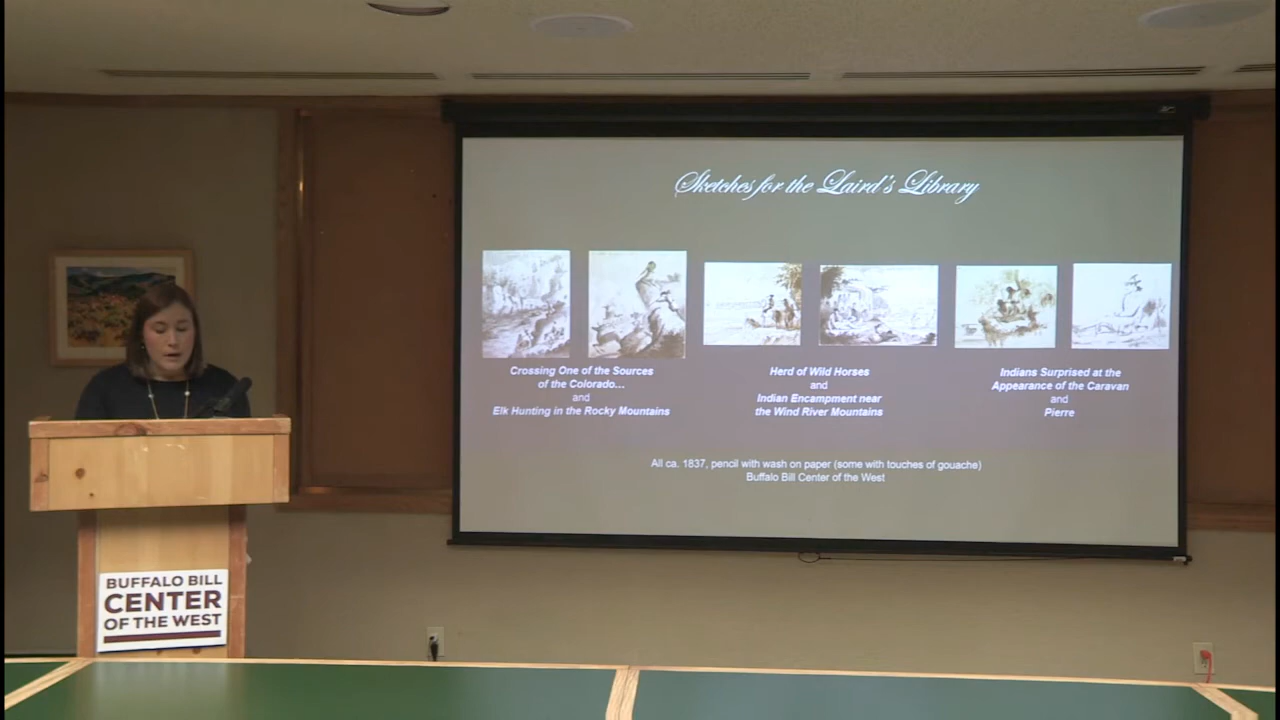 Sketches for the Laird's Library
Crossing One of the Sources
of the Colorado...
and
Elk Hunting in the Rocky Mountains
Herd of Wild Horses
and
Indian Encampment near
the Wind River Mountains
Indians Surprised at the
Appearance of the Caravan
and
Pierre
All ca. 1837, pencil with wash on paper (some with touches of gouache)
Buffalo Bill Center of the West
BUFFALO BILL
CENTER
OF THE WEST